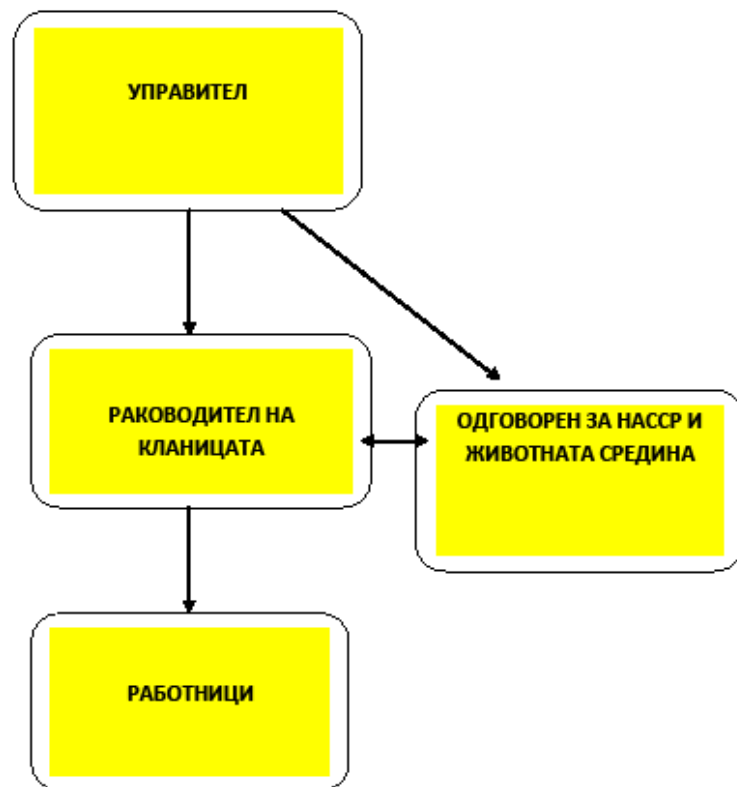 УПРАВИТЕЛ
РАКОВОДИТЕЛ НА
КЛАНИЦАТА
ОДГОВОРЕН ЗА НАССР И
ЖИВОТНАТА СРЕДИНА
РАБОТНИЦИ